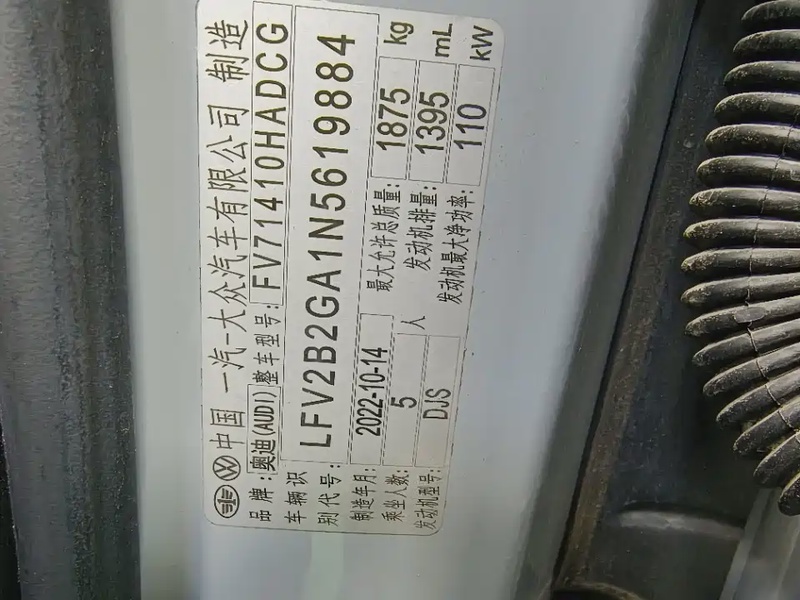 中国 一汽-大众汽车有限公司 制造
品牌: 奥迪(AUDI) 整车型号: FV71410HADCG
车辆识别代号: LFV2B2GA1N5619884
制造年月: 2022-10-14 最大允许总质量: 1875 kg
乘坐人数: 5 人 发动机排量: 1395 mL
发动机型号: DJS 发动机最大净功率: 110 kW